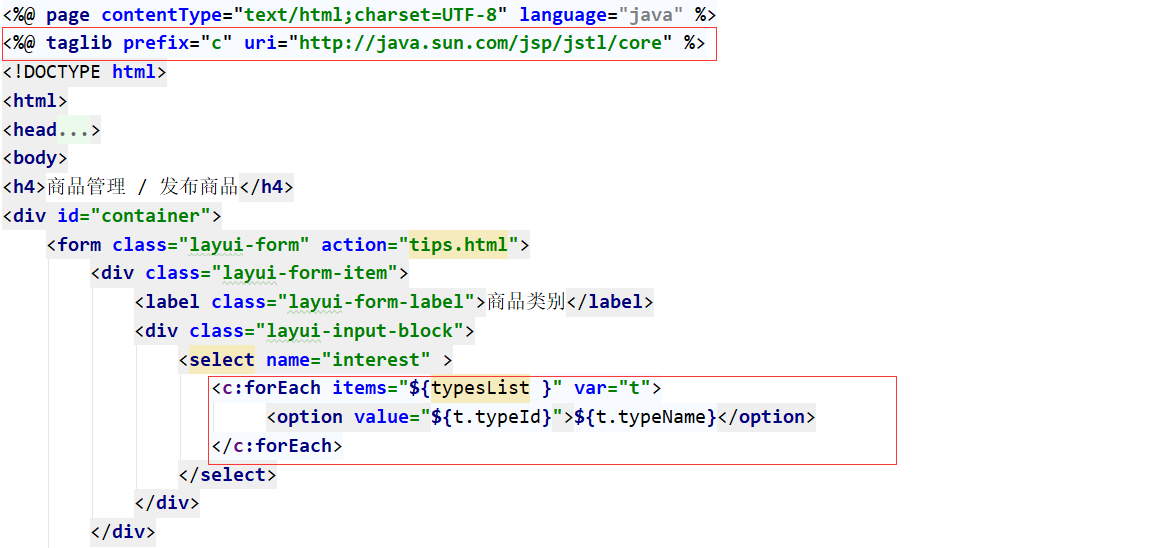 <%@ page contentType="text/html;charset=UTF-8" language="java" %>
<%@ taglib prefix="c" uri="http://java.sun.com/jsp/jstl/core" %>
<!DOCTYPE html>
<html>
<head...>
<body>
<h4>商品管理 / 发布商品</h4>
<div id="container">
    <form class="layui-form" action="tips.html">
        <div class="layui-form-item">
            <label class="layui-form-label">商品类别</label>
            <div class="layui-input-block">
                <select name="interest" >
                   <c:forEach items="${typesList }" var="t">
                        <option value="${t.typeId}">${t.typeName}</option>
                   </c:forEach>
                </select>
            </div>
        </div>